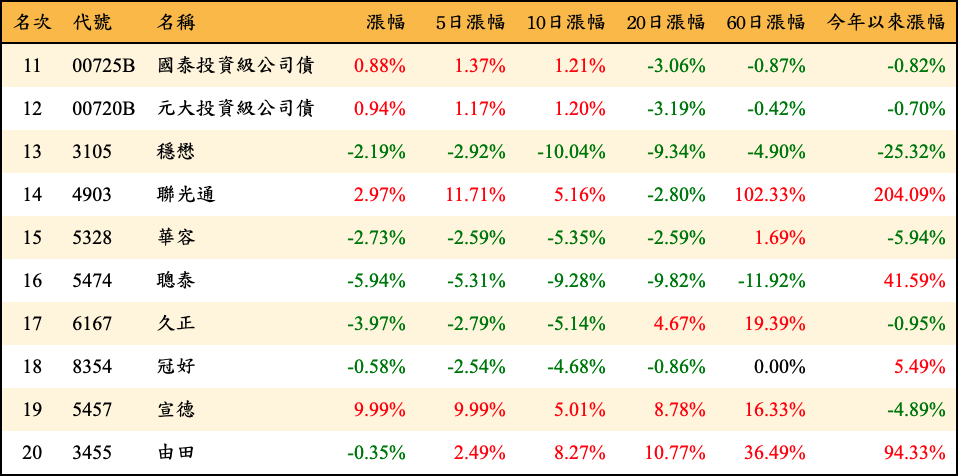 名次 代號 名稱 漲幅 5日漲幅 10日漲幅 20日漲幅 60日漲幅 今年以來漲幅
11 00725B 國泰投資級公司債 0.88% 1.37% 1.21% -3.06% -0.87% -0.82%
12 00720B 元大投資級公司債 0.94% 1.17% 1.20% -3.19% -0.42% -0.70%
13 3105 穩懋 -2.19% -2.92% -10.04% -9.34% -4.90% -25.32%
14 4903 聯光通 2.97% 11.71% 5.16% -2.80% 102.33% 204.09%
15 5328 華容 -2.73% -2.59% -5.35% -2.59% 1.69% -5.94%
16 5474 聰泰 -5.94% -5.31% -9.28% -9.82% -11.92% 41.59%
17 6167 久正 -3.97% -2.79% -5.14% 4.67% 19.39% -0.95%
18 8354 冠好 -0.58% -2.54% -4.68% -0.86% 0.00% 5.49%
19 5457 宣德 9.99% 9.99% 5.01% 8.78% 16.33% -4.89%
20 3455 由田 -0.35% 2.49% 8.27% 10.77% 36.49% 94.33%